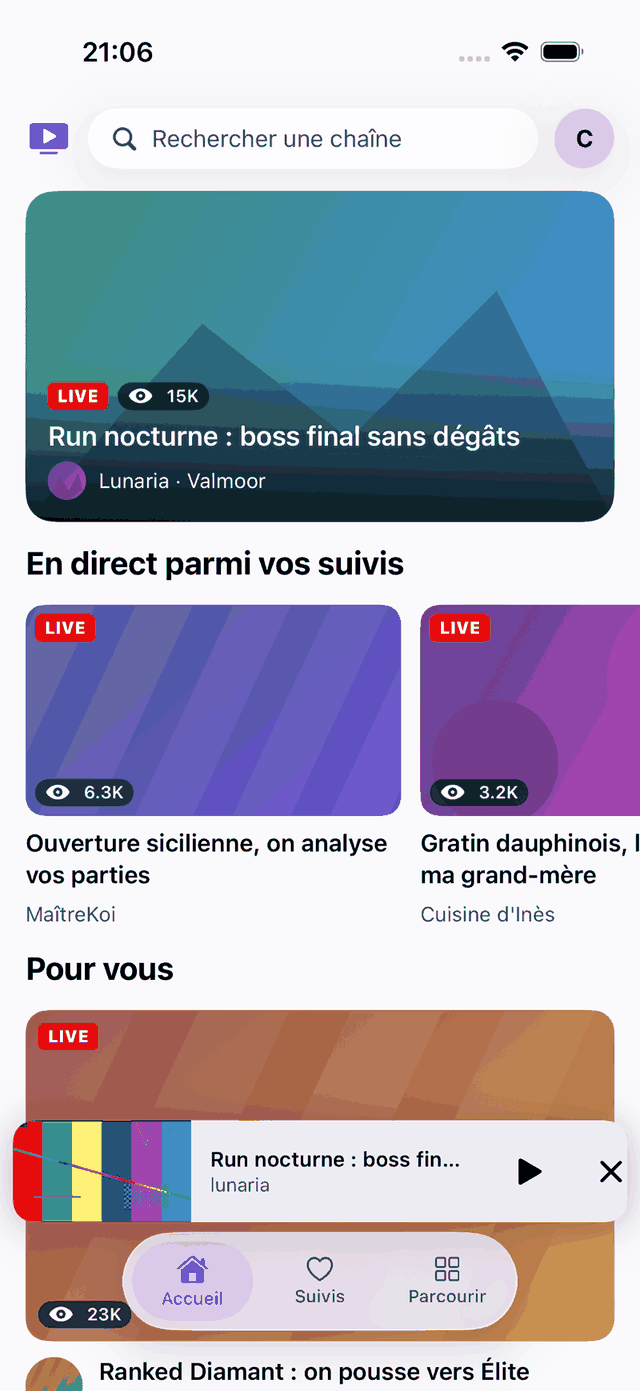 21:06
Rechercher une chaîne
C
LIVE
15K
Run nocturne : boss final sans dégâts
Lunaria · Valmoor
En direct parmi vos suivis
LIVE
6.3K
Ouverture sicilienne, on analyse
vos parties
MaîtreKoi
LIVE
3.2K
Gratin dauphinois, l
ma grand-mère
Cuisine d'Inès
Pour vous
LIVE
Run nocturne : boss fin...
lunaria
23K
Accueil
Suivis
Parcourir
Ranked Diamant : on pousse vers Élite